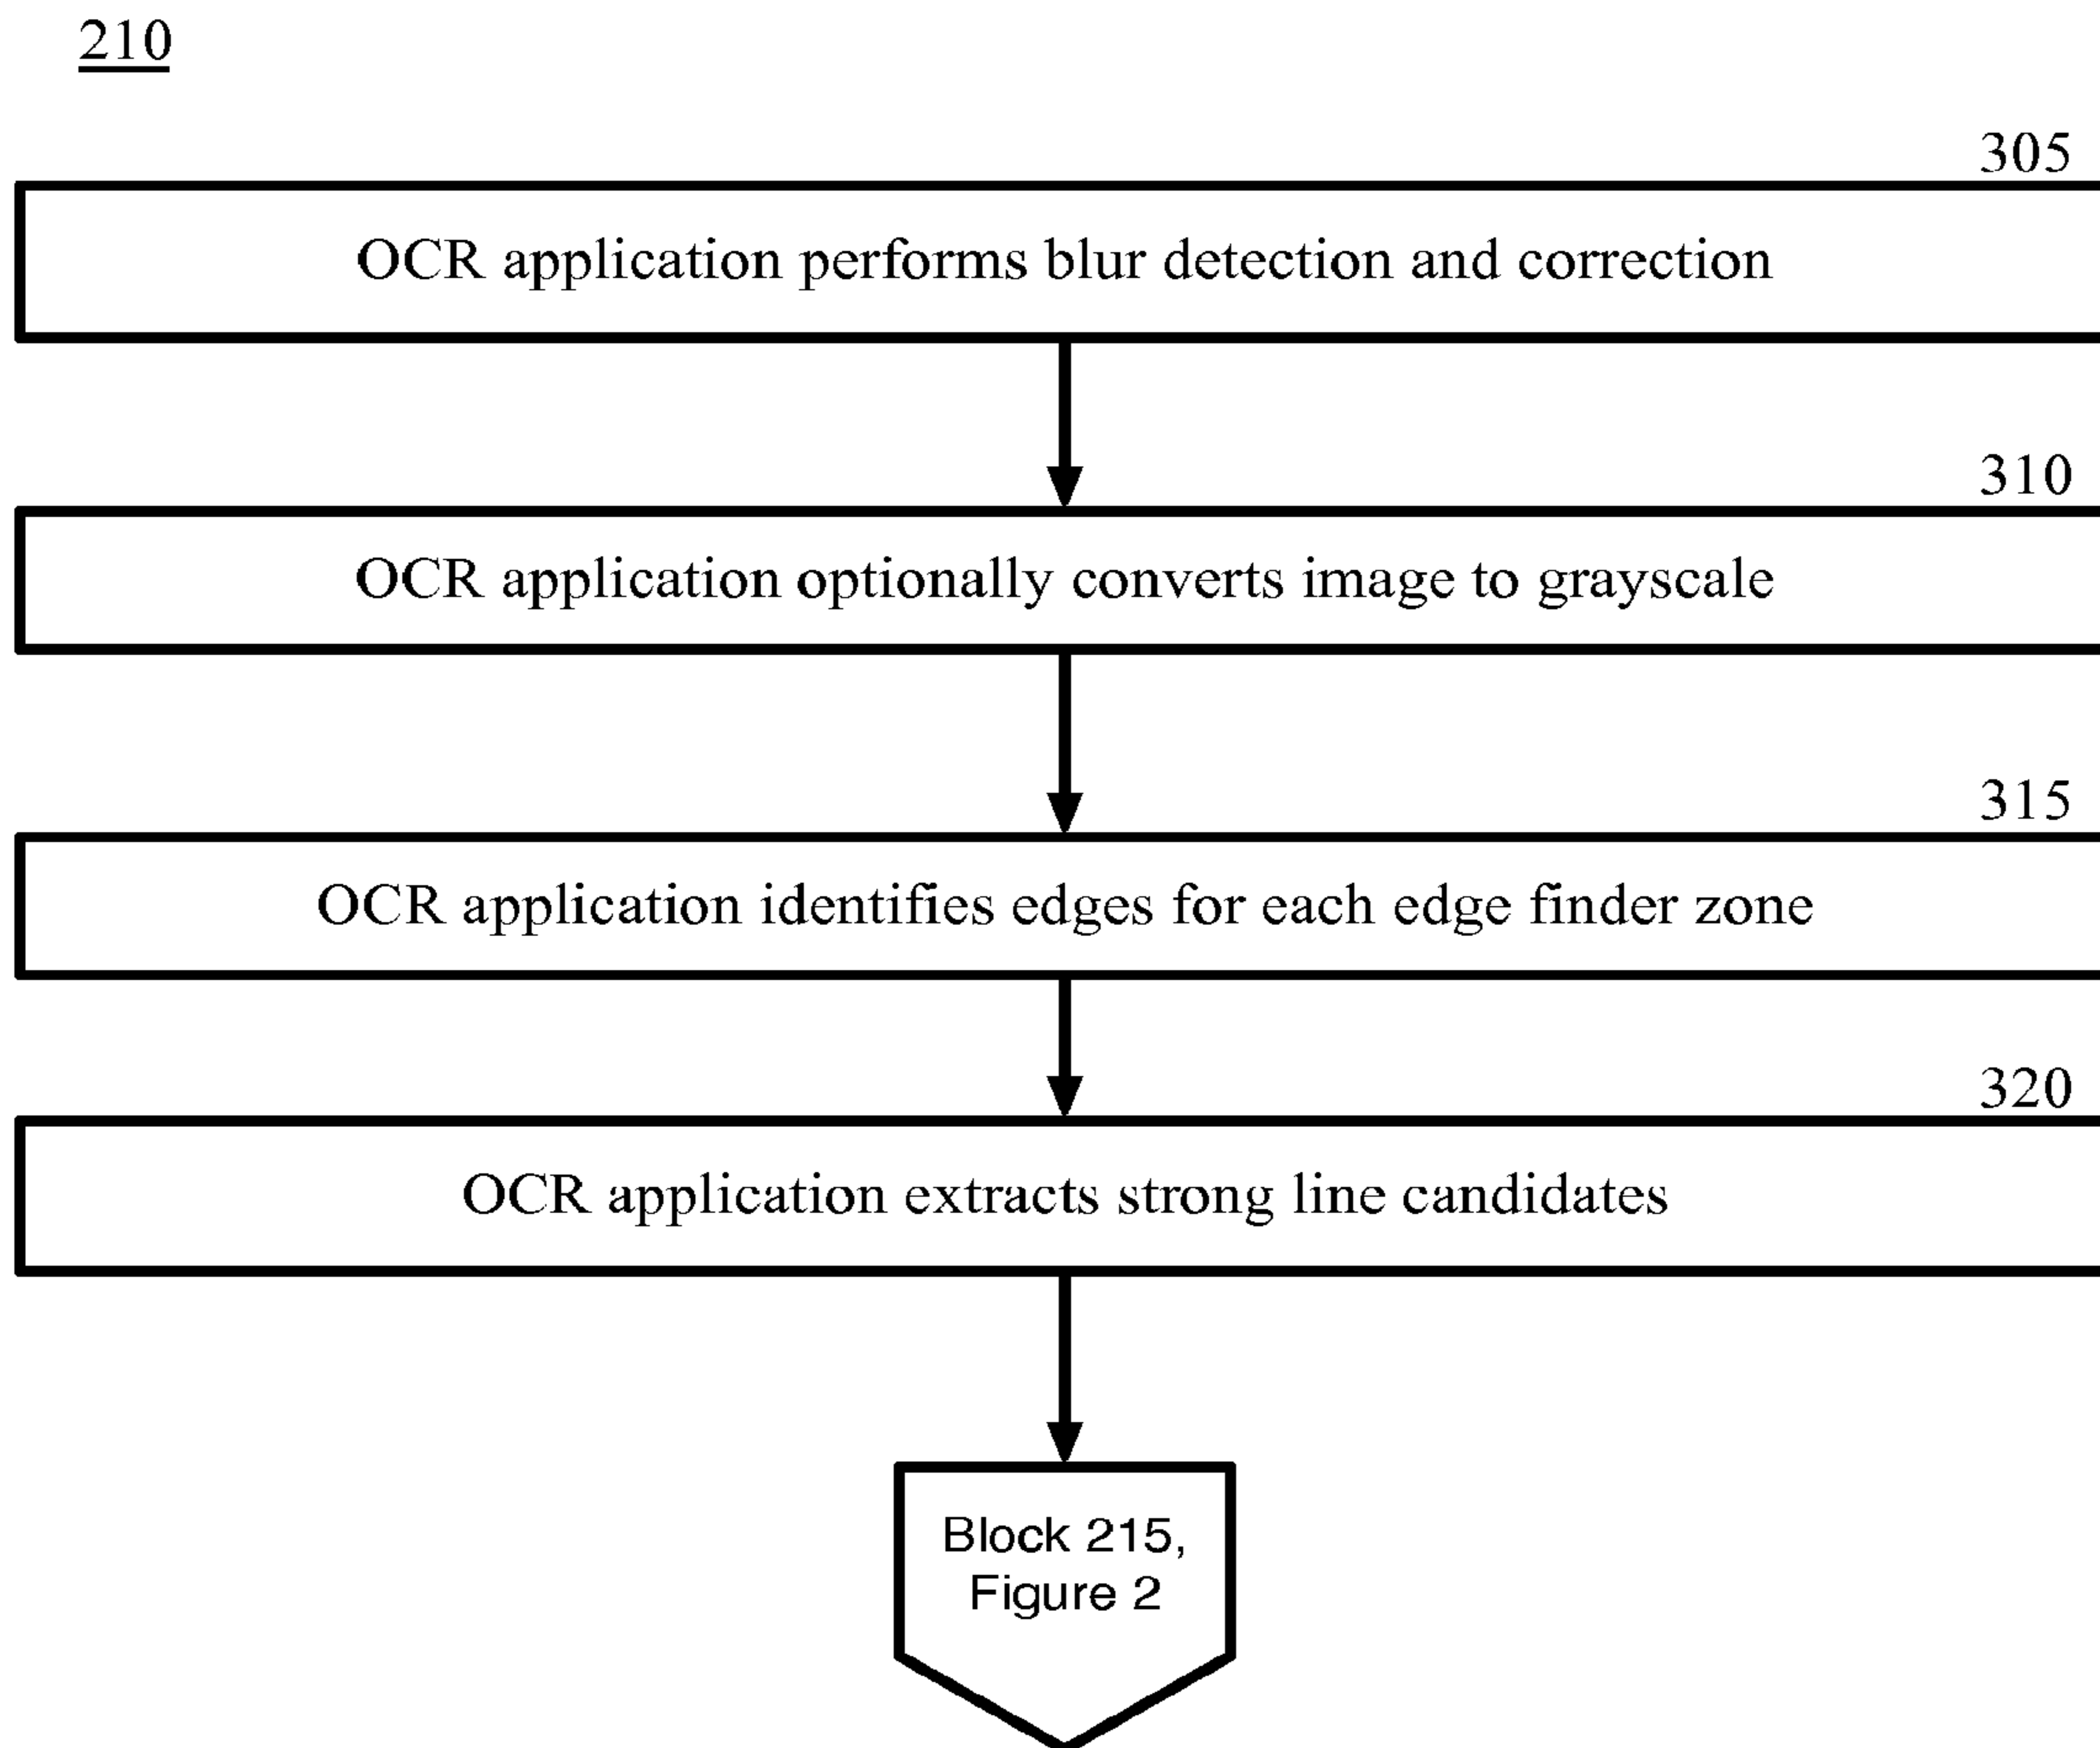 210
305
OCR application performs blur detection and correction
310
OCR application optionally converts image to grayscale
315
OCR application identifies edges for each edge finder zone
320
OCR application extracts strong line candidates
Block 215,
Figure 2